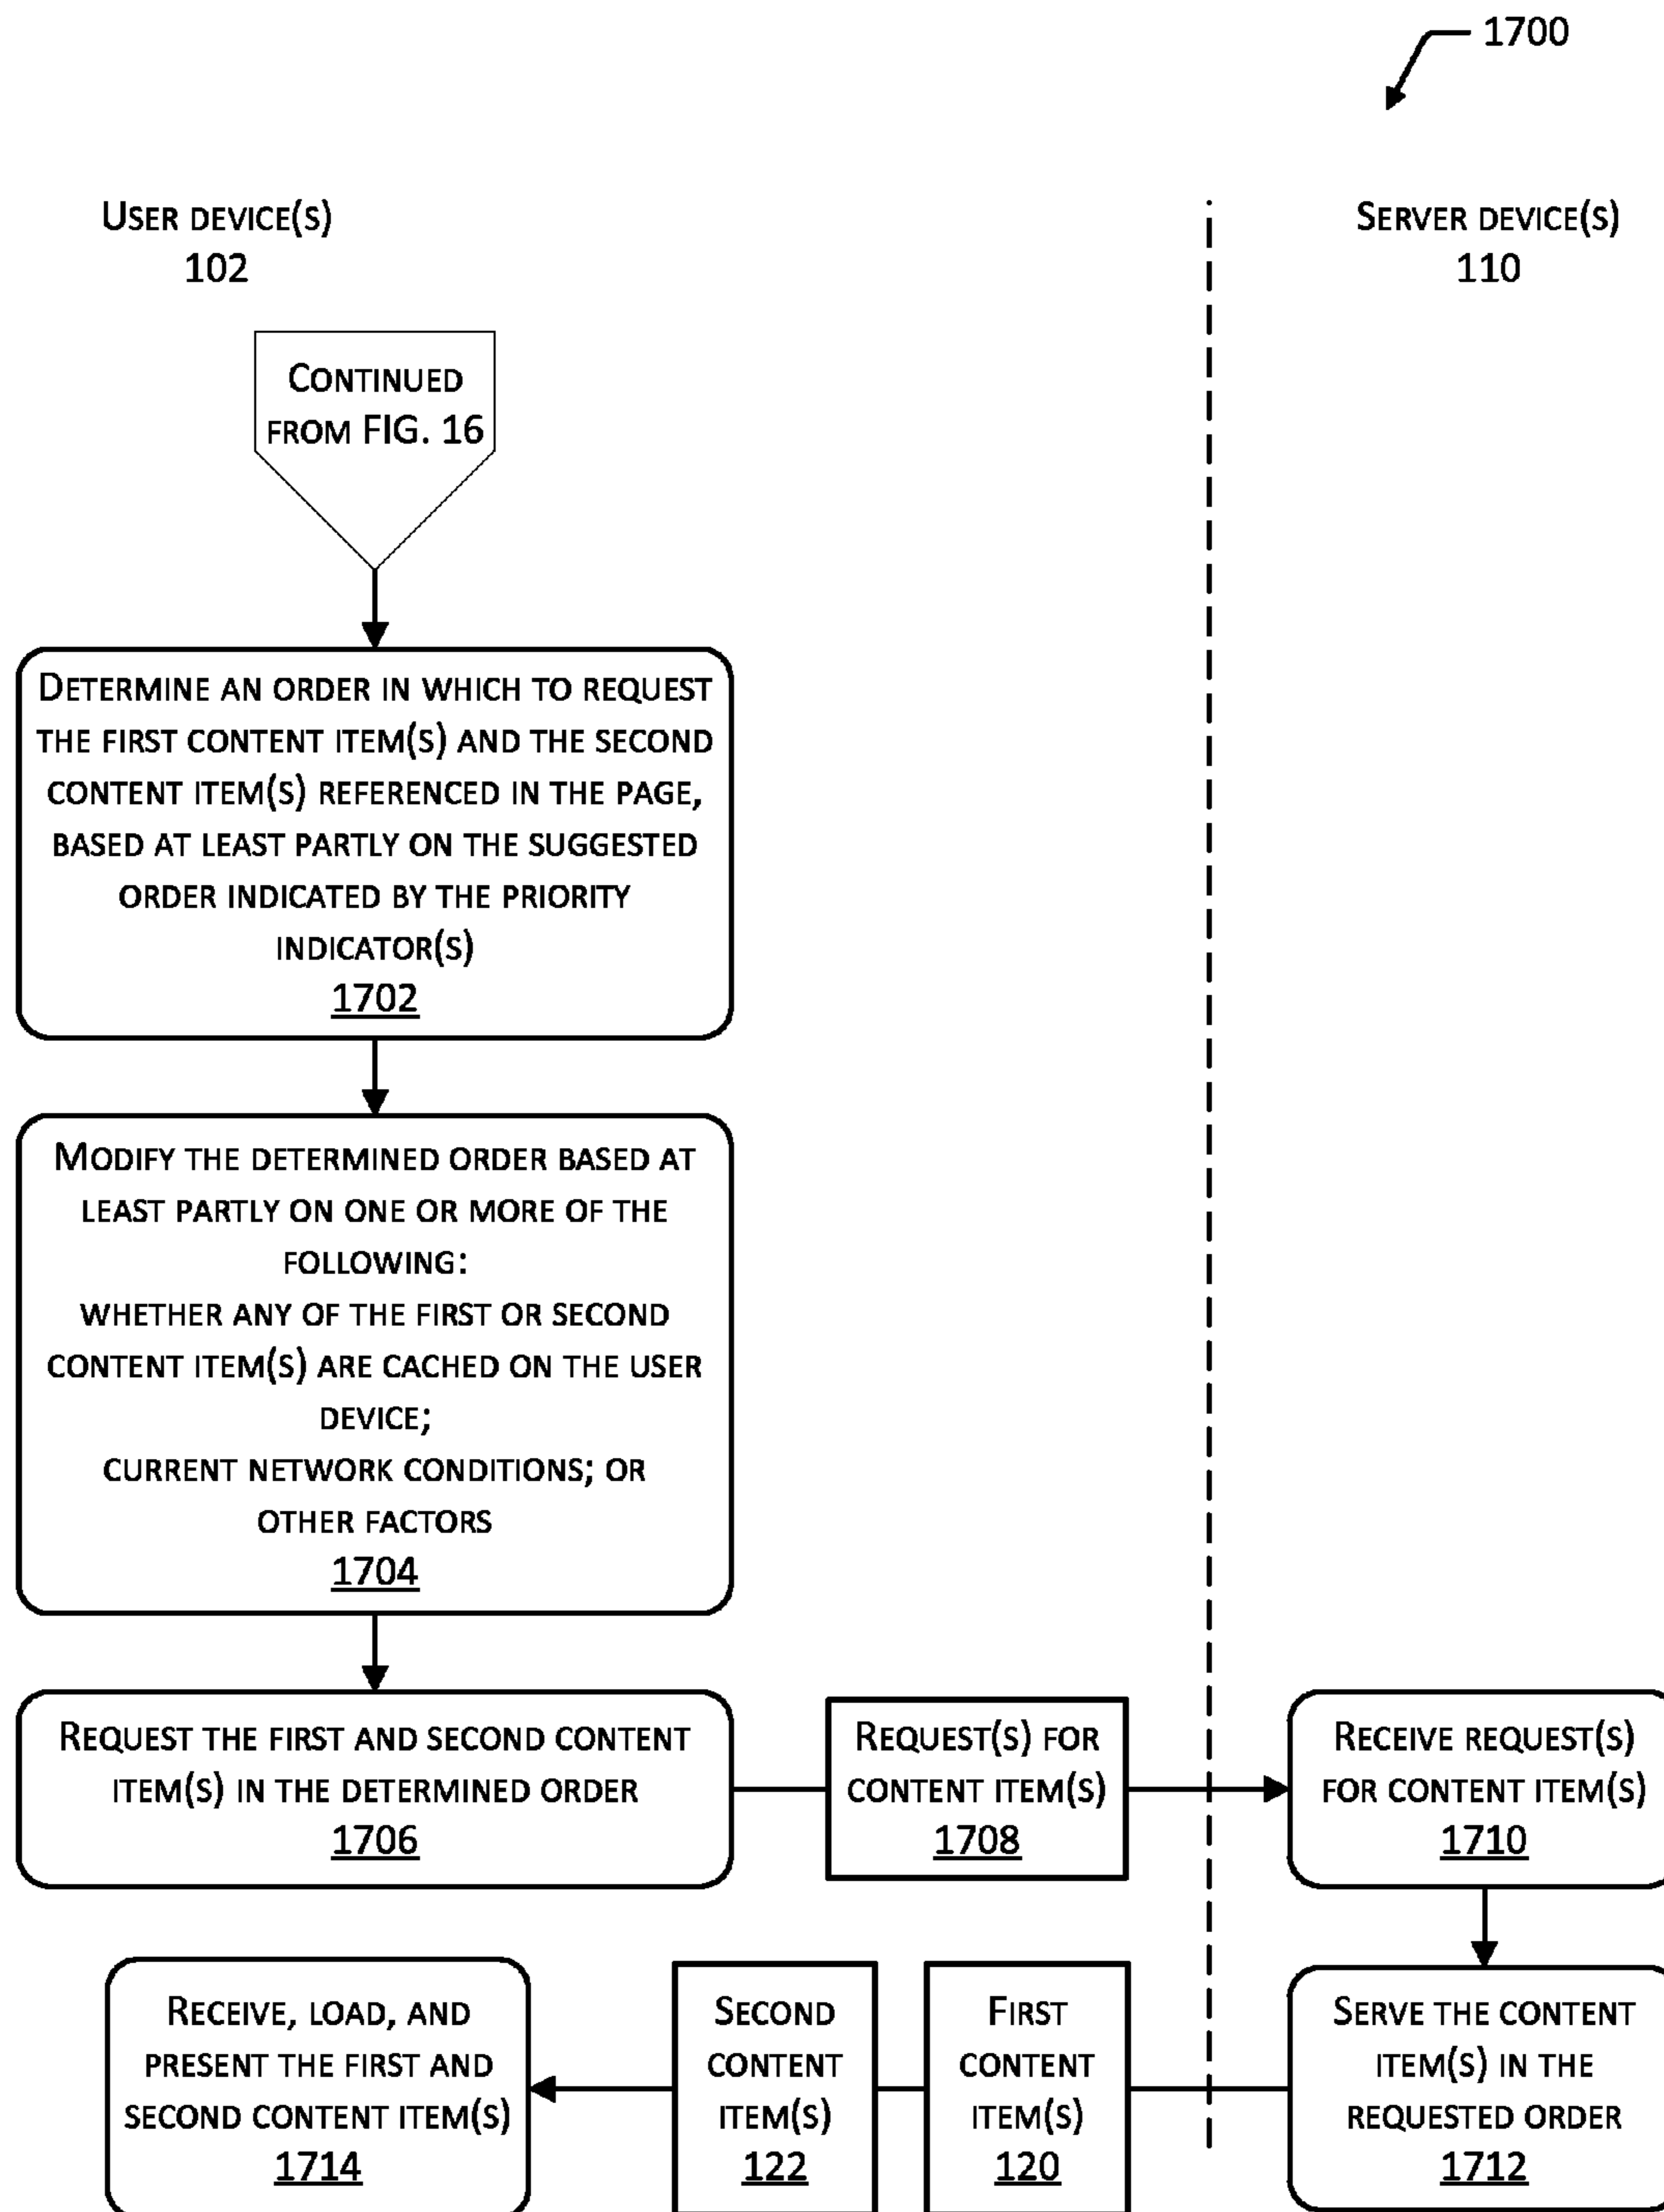 1700
USER DEVICE(S)
102
SERVER DEVICE(S)
110
CONTINUED
FROM FIG. 16
DETERMINE AN ORDER IN WHICH TO REQUEST
THE FIRST CONTENT ITEM(S) AND THE SECOND
CONTENT ITEM(S) REFERENCED IN THE PAGE,
BASED AT LEAST PARTLY ON THE SUGGESTED
ORDER INDICATED BY THE PRIORITY
INDICATOR(S)
1702
MODIFY THE DETERMINED ORDER BASED AT
LEAST PARTLY ON ONE OR MORE OF THE
FOLLOWING:
WHETHER ANY OF THE FIRST OR SECOND
CONTENT ITEM(S) ARE CACHED ON THE USER
DEVICE;
CURRENT NETWORK CONDITIONS; OR
OTHER FACTORS
1704
REQUEST THE FIRST AND SECOND CONTENT
ITEM(S) IN THE DETERMINED ORDER
1706
REQUEST(S) FOR
CONTENT ITEM(S)
1708
RECEIVE REQUEST(S)
FOR CONTENT ITEM(S)
1710
RECEIVE, LOAD, AND
PRESENT THE FIRST AND
SECOND CONTENT ITEM(S)
1714
SECOND
CONTENT
ITEM(S)
122
FIRST
CONTENT
ITEM(S)
120
SERVE THE CONTENT
ITEM(S) IN THE
REQUESTED ORDER
1712